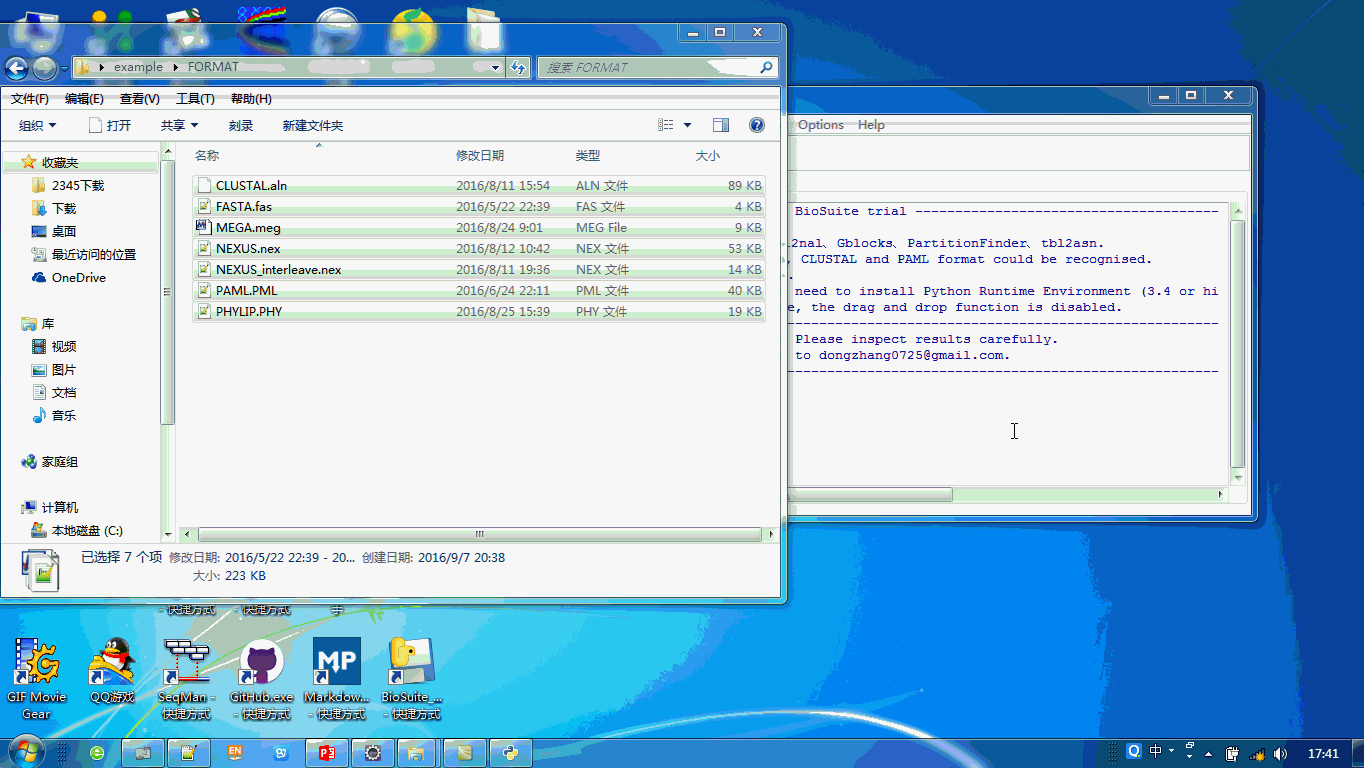 example ▸ FORMAT
搜索 FORMAT
文件(F) 编辑(E) 查看(V) 工具(T) 帮助(H)
组织 打开 共享 刻录 新建文件夹
名称 修改日期 类型 大小
收藏夹
2345下载
下载
桌面
最近访问的位置
OneDrive
库
视频
图片
文档
音乐
家庭组
计算机
本地磁盘 (C:)
CLUSTAL.aln 2016/8/11 15:54 ALN 文件 89 KB
FASTA.fas 2016/5/22 22:39 FAS 文件 4 KB
MEGA.meg 2016/8/24 9:01 MEG File 9 KB
NEXUS.nex 2016/8/12 10:42 NEX 文件 53 KB
NEXUS_interleave.nex 2016/8/11 19:36 NEX 文件 14 KB
PAML.PML 2016/6/24 22:11 PML 文件 40 KB
PHYLIP.PHY 2016/8/25 15:39 PHY 文件 19 KB
已选择 7 个项 修改日期: 2016/5/22 22:39 - 20... 创建日期: 2016/9/7 20:38
大小: 223 KB
Options Help
BioSuite trial --------------------------------------
2nal、Gblocks、PartitionFinder、tbl2asn.
, CLUSTAL and PAML format could be recognised.
.
need to install Python Runtime Environment (3.4 or hi
e, the drag and drop function is disabled.
Please inspect results carefully.
to dongzhang0725@gmail.com.
- 快捷方式
- 快捷方式
手
GIF Movie Gear
QQ游戏
SeqMan - 快捷方式
GitHub.exe - 快捷方式
MP
Markdow... - 快捷方式
BioSuite_... - 快捷方式
EN
中
17:41